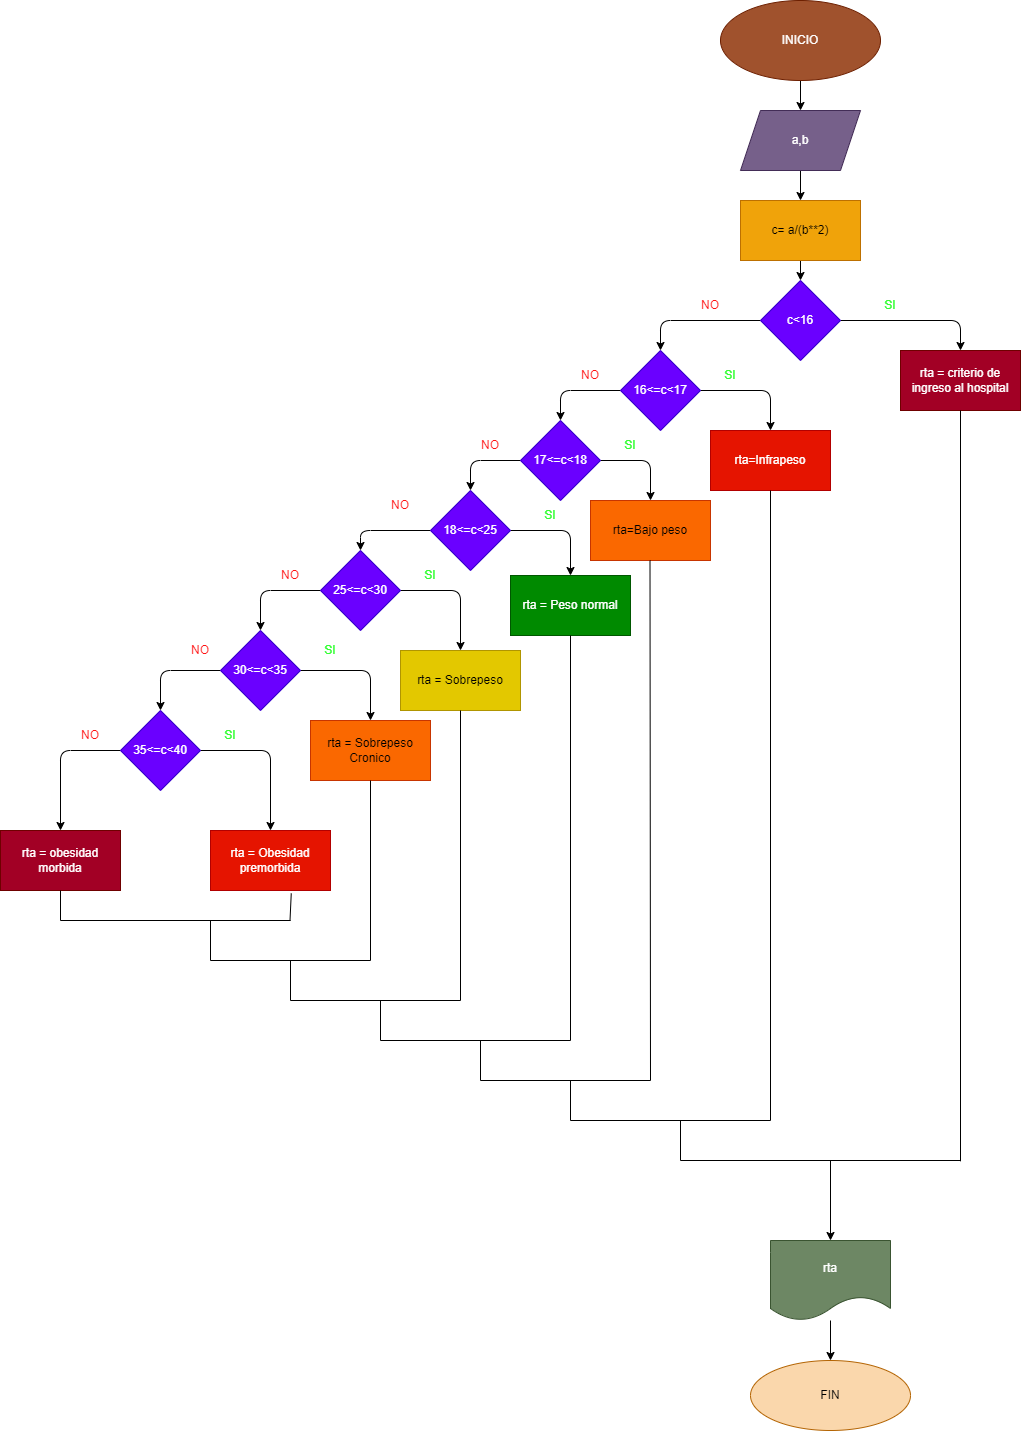 INICIO
a,b
c= a/(b**2)
NO
SI
c<16
rta = criterio de
ingreso al hospital
NO
SI
16<=c<17
rta=Infrapeso
NO
SI
17<=c<18
rta=Bajo peso
NO
SI
18<=c<25
rta = Peso normal
NO
SI
25<=c<30
rta = Sobrepeso
NO
SI
30<=c<35
rta = Sobrepeso
Cronico
NO
SI
35<=c<40
rta = obesidad
morbida
rta = Obesidad
premorbida
rta
FIN